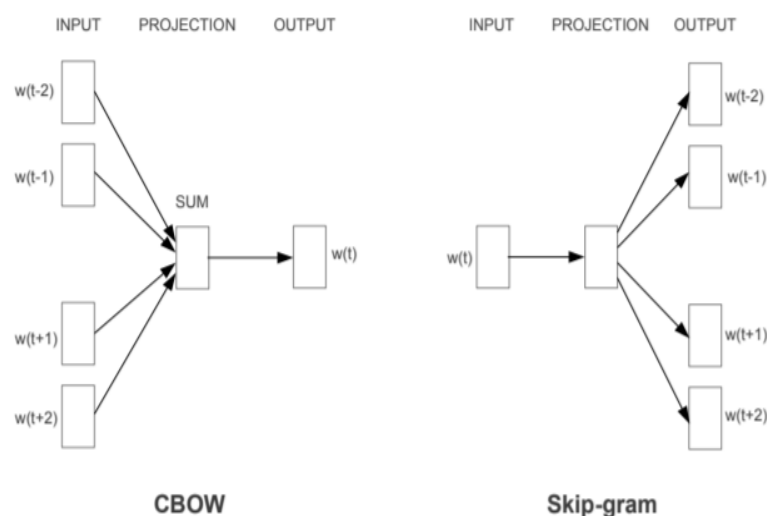 INPUT PROJECTION OUTPUT
w(t-2)
w(t-1)
SUM
w(t)
w(t+1)
w(t+2)
CBOW
INPUT PROJECTION OUTPUT
w(t-2)
w(t-1)
w(t)
w(t+1)
w(t+2)
Skip-gram